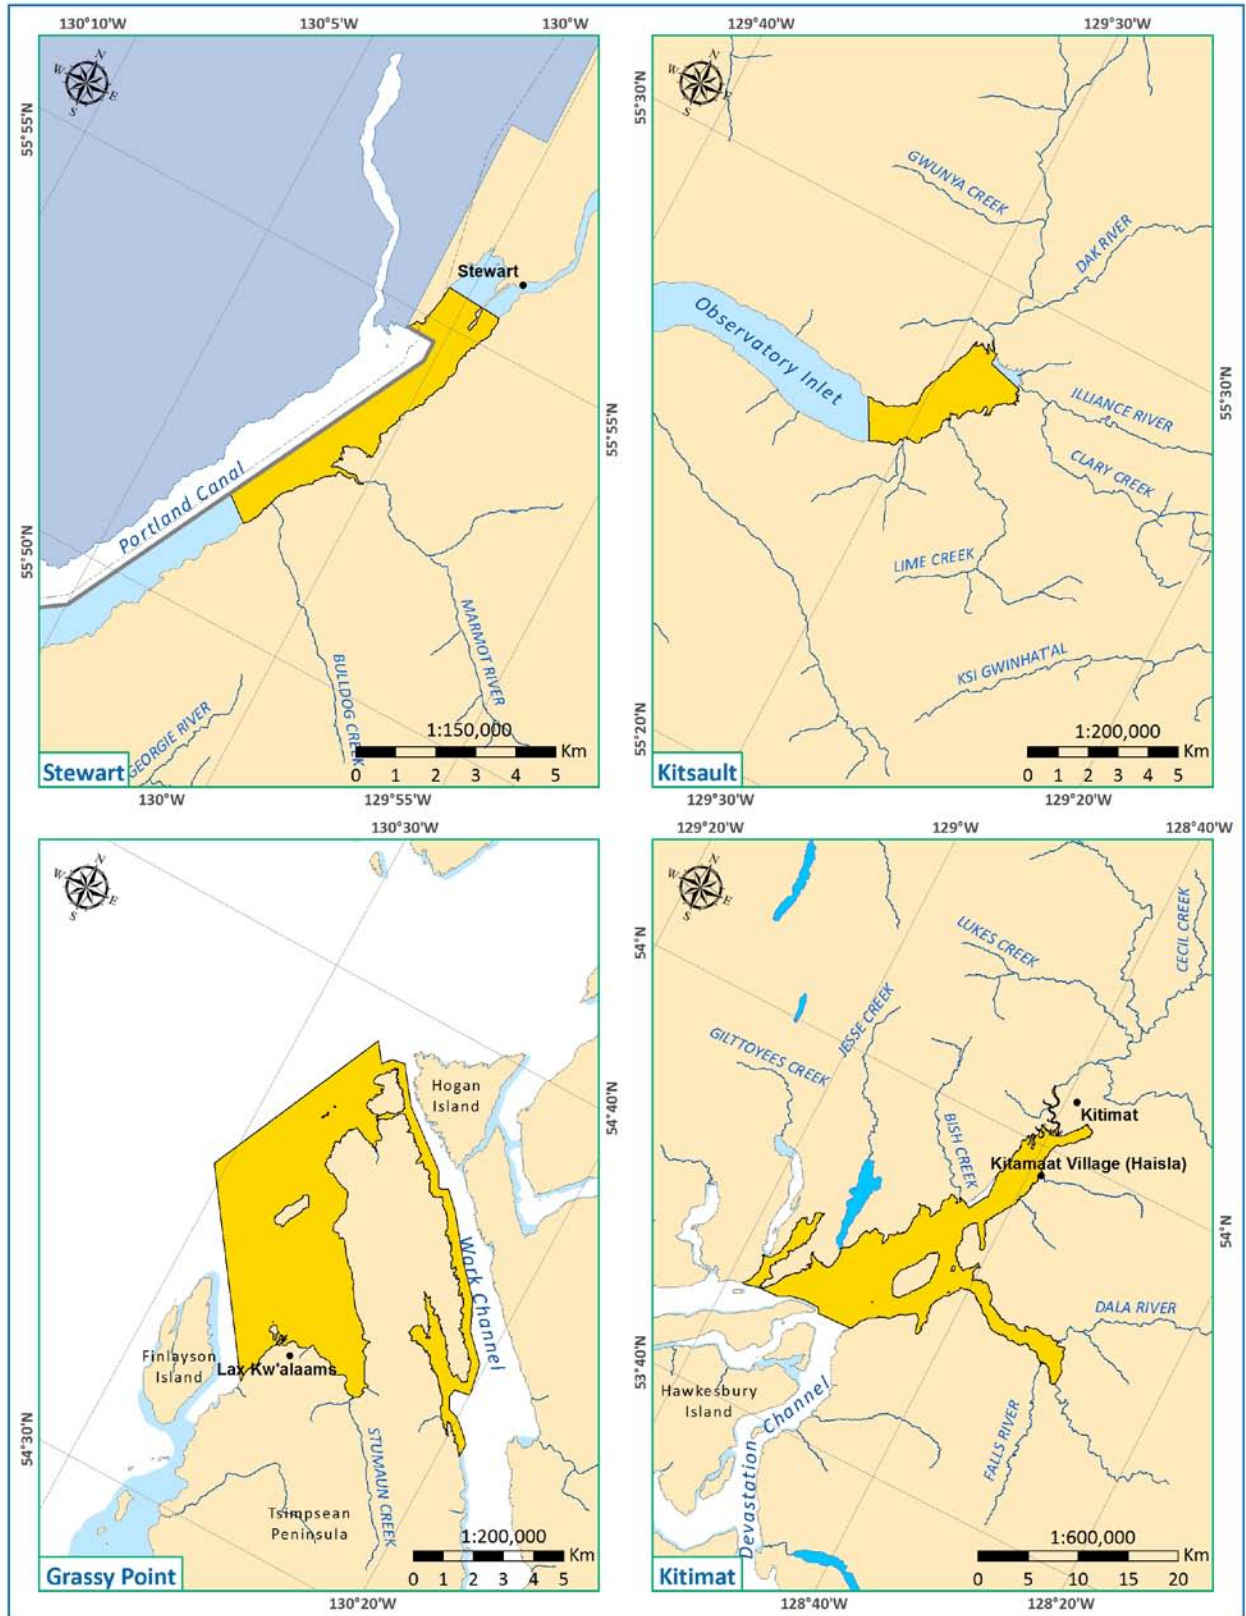 130°10'W
130°5'W
130°W
129°40'W
129°30'W
55°55'N
55°50'N
55°55'N
N
W
E
S
Stewart
Portland Canal
MARMOT RIVER
BULLDOG CREEK
GEORGIE RIVER
1:150,000
Km
0 1 2 3 4 5
Stewart
130°W
129°55'W
55°30'N
55°20'N
55°30'N
N
W
E
S
GWUNYA CREEK
DAK RIVER
Observatory Inlet
ILLIANCE RIVER
CLARY CREEK
LIME CREEK
KSI GWINHAT'AL
1:200,000
Km
0 1 2 3 4 5
Kitsault
129°30'W
129°20'W
130°30'W
54°40'N
54°30'N
N
W
E
S
Hogan
Island
Work Channel
Finlayson
Island
Lax Kw'alaams
STUMAUN CREEK
Tsimpsean
Peninsula
1:200,000
Km
0 1 2 3 4 5
Grassy Point
130°20'W
129°20'W
129°W
128°40'W
54°N
53°40'N
54°N
N
W
E
S
LUKES CREEK
CECIL CREEK
JESSE CREEK
GILTTOYEES CREEK
BISH CREEK
Kitimat
Kitamaat Village (Haisla)
DALA RIVER
Hawkesbury
Island
Devastation Channel
FALLS RIVER
1:600,000
Km
0 5 10 15 20
Kitimat
128°40'W
128°20'W